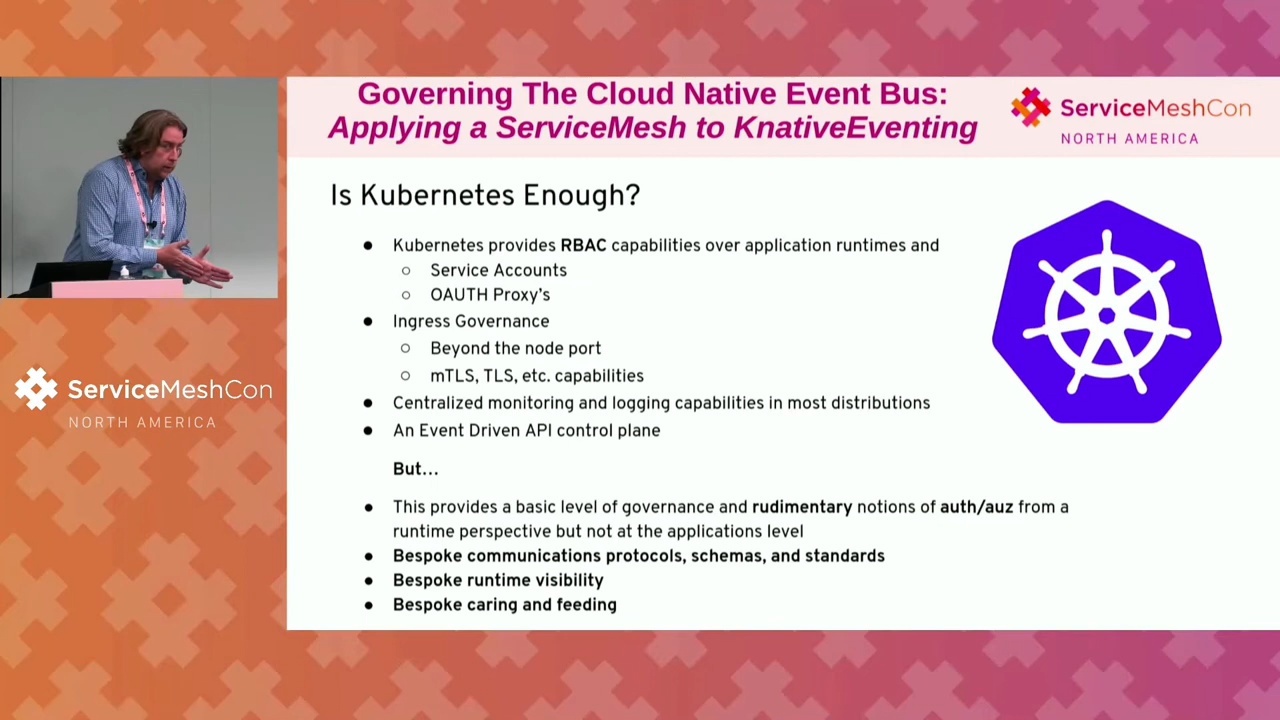 Governing The Cloud Native Event Bus:
Applying a ServiceMesh to KnativeEventing
ServiceMeshCon
NORTH AMERICA
Is Kubernetes Enough?
● Kubernetes provides RBAC capabilities over application runtimes and
○ Service Accounts
○ OAUTH Proxy's
● Ingress Governance
○ Beyond the node port
○ mTLS, TLS, etc. capabilities
● Centralized monitoring and logging capabilities in most distributions
● An Event Driven API control plane
But…
● This provides a basic level of governance and rudimentary notions of auth/auz from a
runtime perspective but not at the applications level
● Bespoke communications protocols, schemas, and standards
● Bespoke runtime visibility
● Bespoke caring and feeding
ServiceMeshCon
NORTH AMERICA